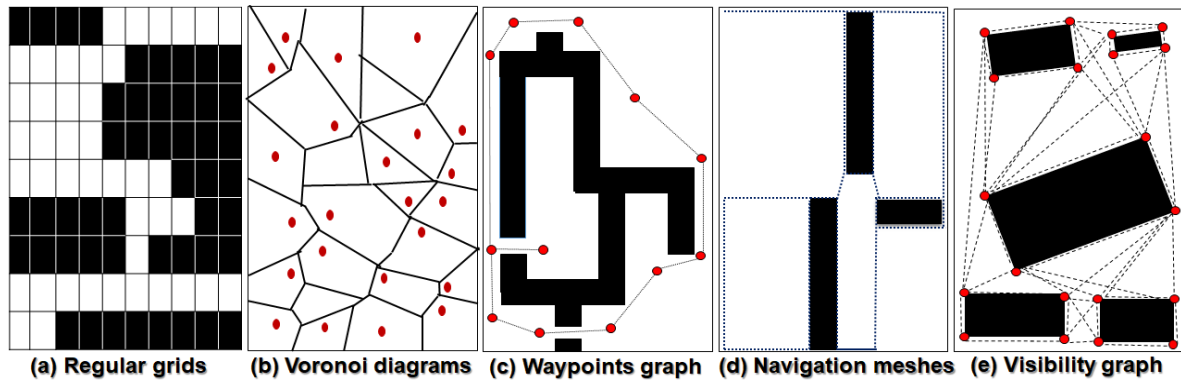 (a) Regular grids
(b) Voronoi diagrams
(c) Waypoints graph
(d) Navigation meshes
(e) Visibility graph